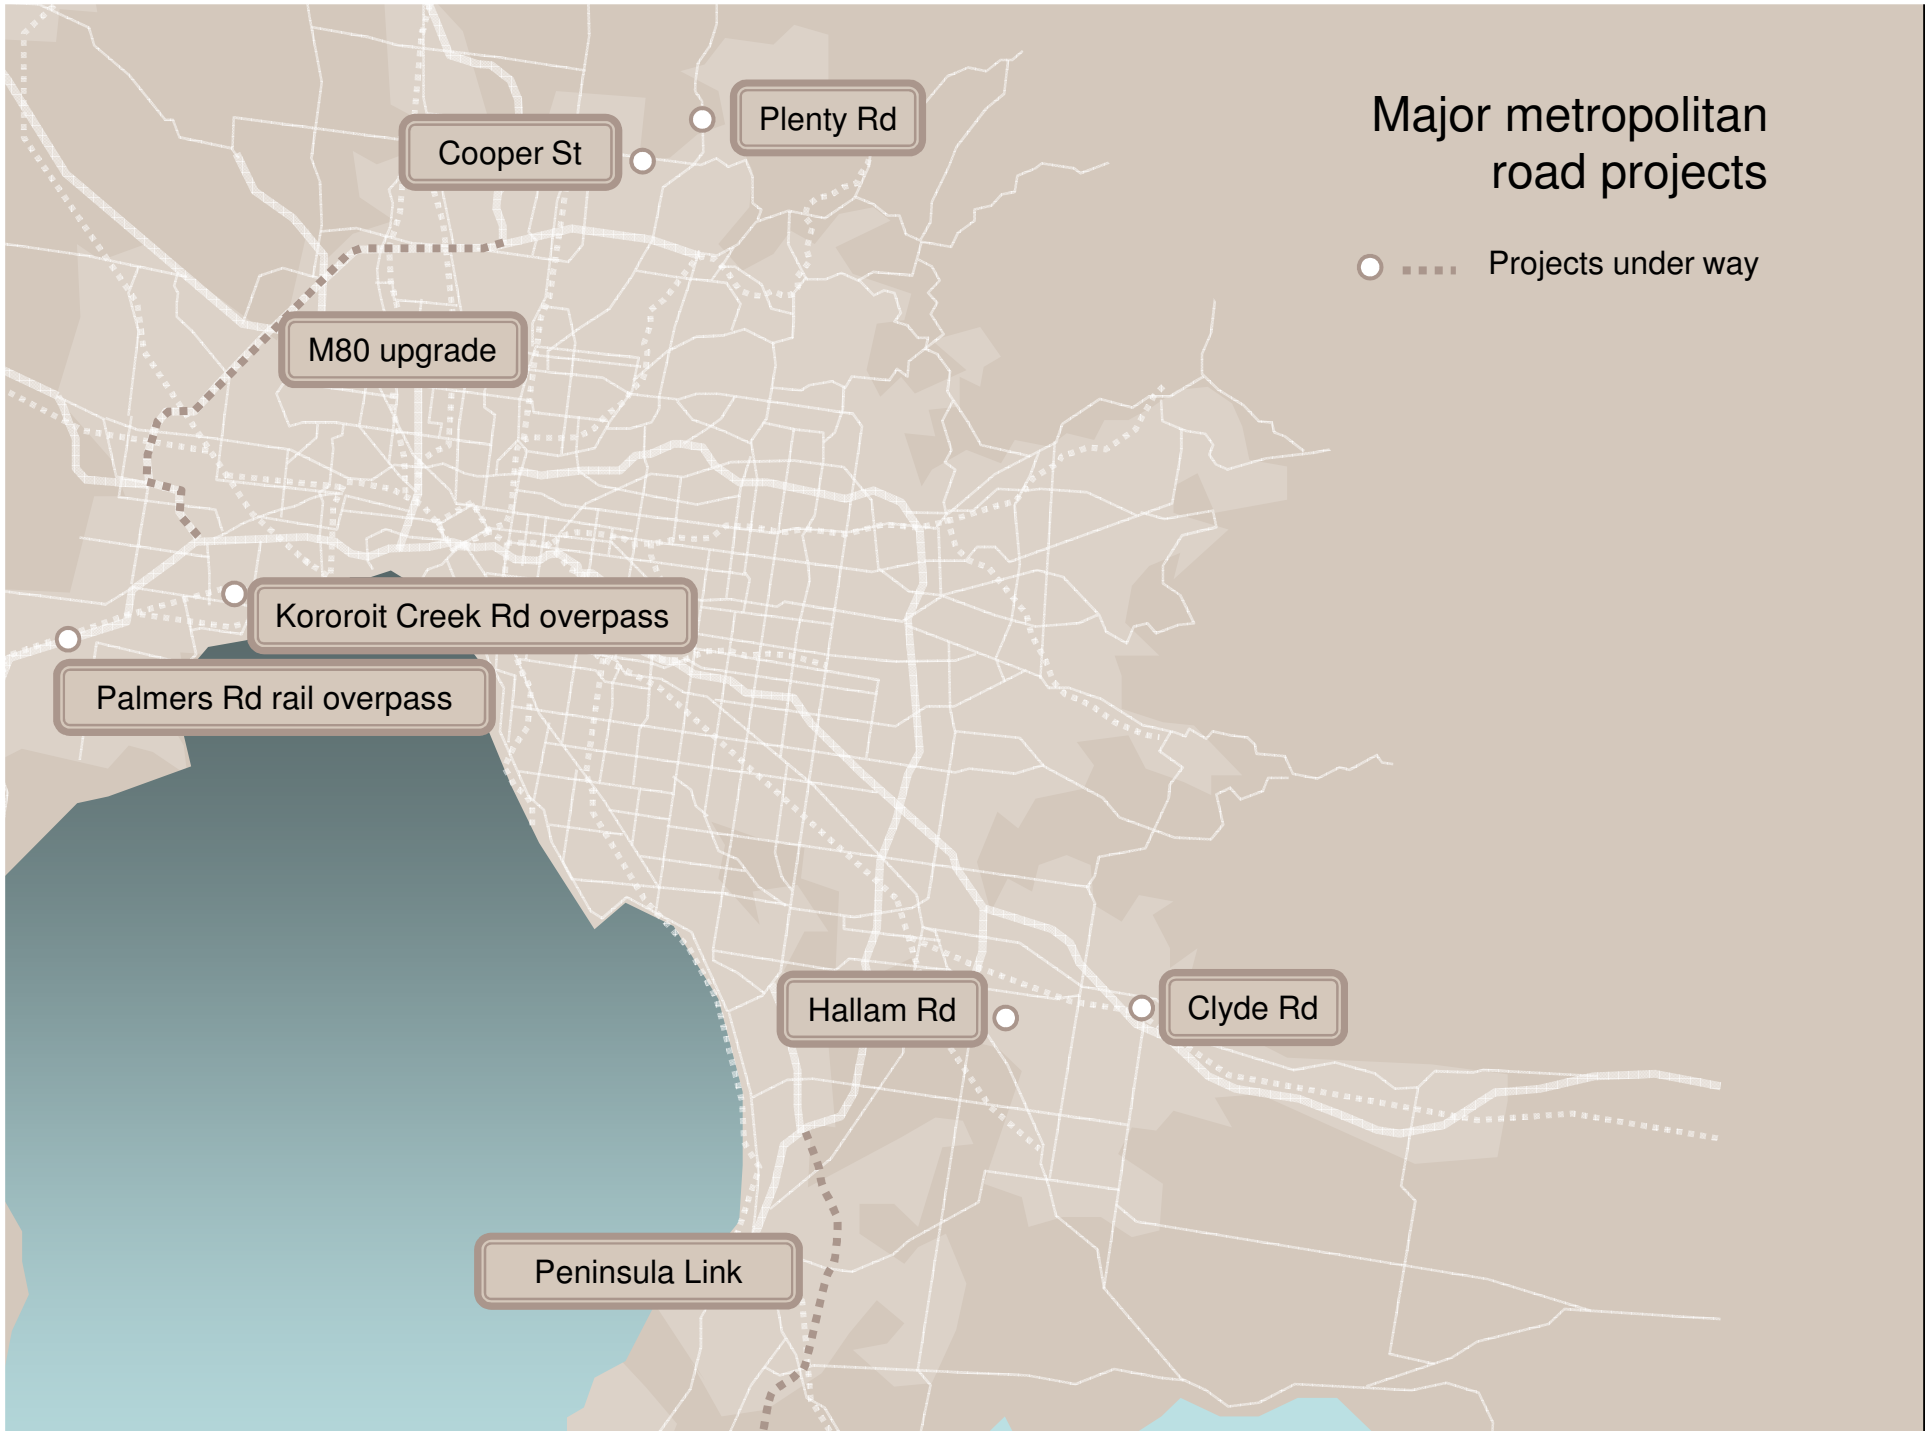 Major metropolitan
road projects
Projects under way
Plenty Rd
Cooper St
M80 upgrade
Kororoit Creek Rd overpass
Palmers Rd rail overpass
Hallam Rd
Clyde Rd
Peninsula Link